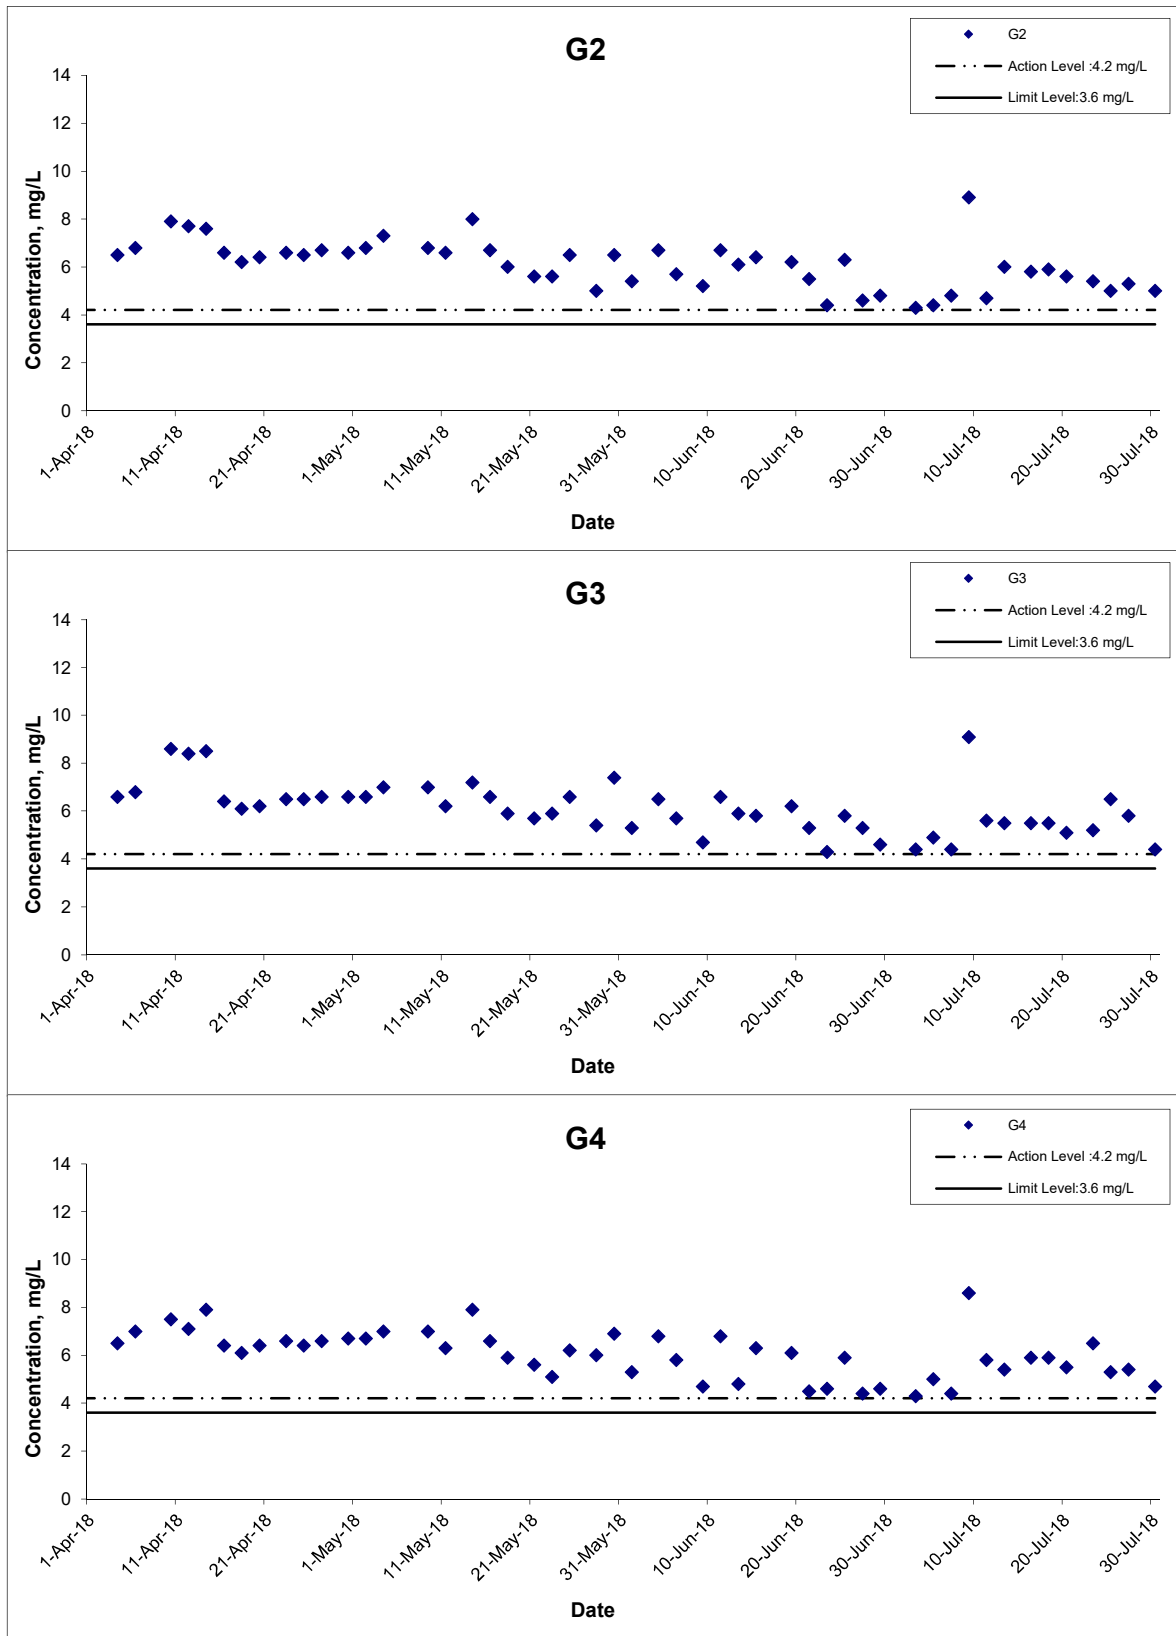 G2
G2
Action Level :4.2 mg/L
Limit Level:3.6 mg/L
14
12
10
8
6
4
2
0
Concentration, mg/L
1-Apr-18
11-Apr-18
21-Apr-18
1-May-18
11-May-18
21-May-18
31-May-18
10-Jun-18
20-Jun-18
30-Jun-18
10-Jul-18
20-Jul-18
30-Jul-18
Date
G3
G3
Action Level :4.2 mg/L
Limit Level:3.6 mg/L
14
12
10
8
6
4
2
0
Concentration, mg/L
1-Apr-18
11-Apr-18
21-Apr-18
1-May-18
11-May-18
21-May-18
31-May-18
10-Jun-18
20-Jun-18
30-Jun-18
10-Jul-18
20-Jul-18
30-Jul-18
Date
G4
G4
Action Level :4.2 mg/L
Limit Level:3.6 mg/L
14
12
10
8
6
4
2
0
Concentration, mg/L
1-Apr-18
11-Apr-18
21-Apr-18
1-May-18
11-May-18
21-May-18
31-May-18
10-Jun-18
20-Jun-18
30-Jun-18
10-Jul-18
20-Jul-18
30-Jul-18
Date